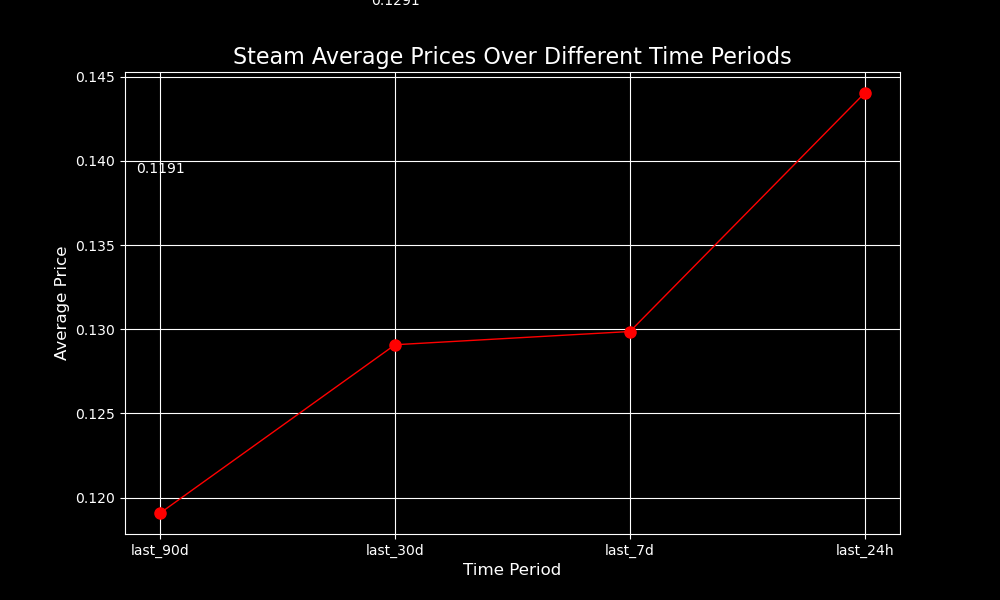 0.1291
Steam Average Prices Over Different Time Periods
0.145
0.140
0.1191
0.135
Average Price
0.130
0.125
0.120
last_90d
last_30d
last_7d
last_24h
Time Period